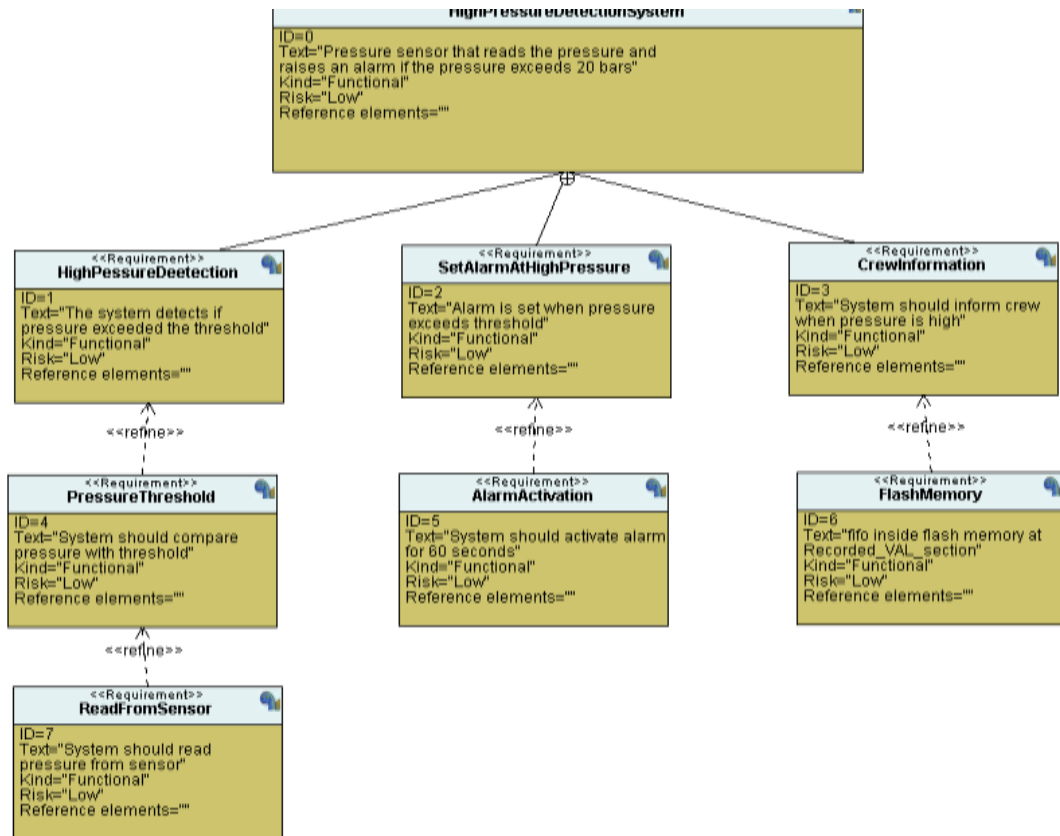 HighPressureDetectionSystem
ID=0
Text="Pressure sensor that reads the pressure and
raises an alarm if the pressure exceeds 20 bars"
Kind="Functional"
Risk="Low"
Reference elements=""
<<Requirement>>
HighPessureDeetection
ID=1
Text="The system detects if
pressure exceeded the threshold"
Kind="Functional"
Risk="Low"
Reference elements=""
<<Requirement>>
SetAlarmAtHighPressure
ID=2
Text="Alarm is set when pressure
exceeds threshold"
Kind="Functional"
Risk="Low"
Reference elements=""
<<Requirement>>
CrewInformation
ID=3
Text="System should inform crew
when pressure is high"
Kind="Functional"
Risk="Low"
Reference elements=""
<<refine>>
<<refine>>
<<refine>>
<<Requirement>>
PressureThreshold
ID=4
Text="System should compare
pressure with threshold"
Kind="Functional"
Risk="Low"
Reference elements=""
<<Requirement>>
AlarmActivation
ID=5
Text="System should activate alarm
for 60 seconds"
Kind="Functional"
Risk="Low"
Reference elements=""
<<Requirement>>
FlashMemory
ID=6
Text="fifo inside flash memory at
Recorded_VAL_section"
Kind="Functional"
Risk="Low"
Reference elements=""
<<refine>>
<<Requirement>>
ReadFromSensor
ID=7
Text="System should read
pressure from sensor"
Kind="Functional"
Risk="Low"
Reference elements=""